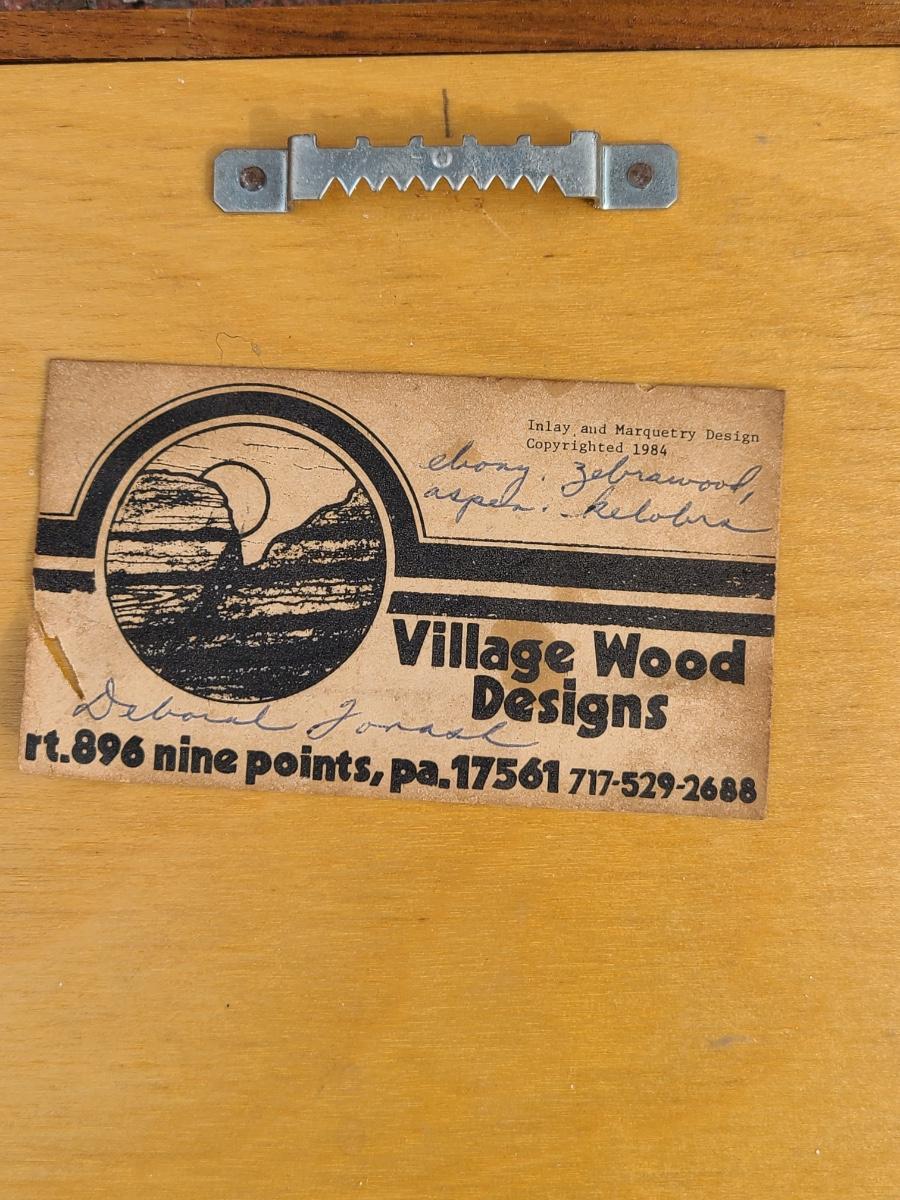 Inlay and Marquetry Design
Copyrighted 1984
ebony. zebrawood,
aspen. kelobra
Village Wood
Designs
Deborah
rt.896 nine points, pa.17561 717-529-2688